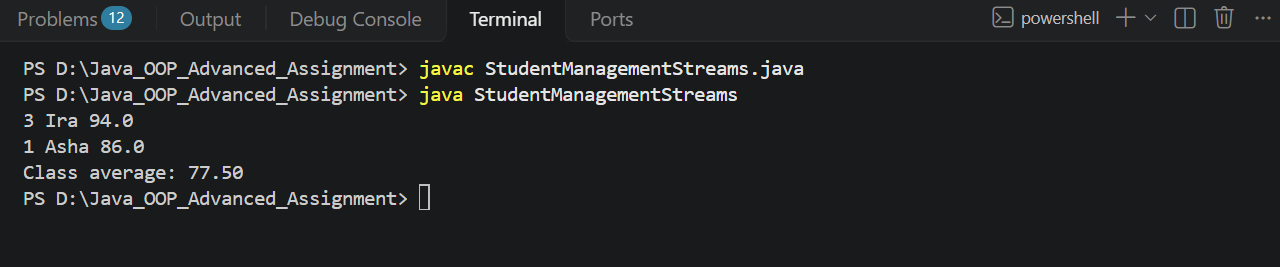 Problems 12 Output Debug Console Terminal Ports powershell
PS D:\Java_OOP_Advanced_Assignment> javac StudentManagementStreams.java
PS D:\Java_OOP_Advanced_Assignment> java StudentManagementStreams
3 Ira 94.0
1 Asha 86.0
Class average: 77.50
PS D:\Java_OOP_Advanced_Assignment>